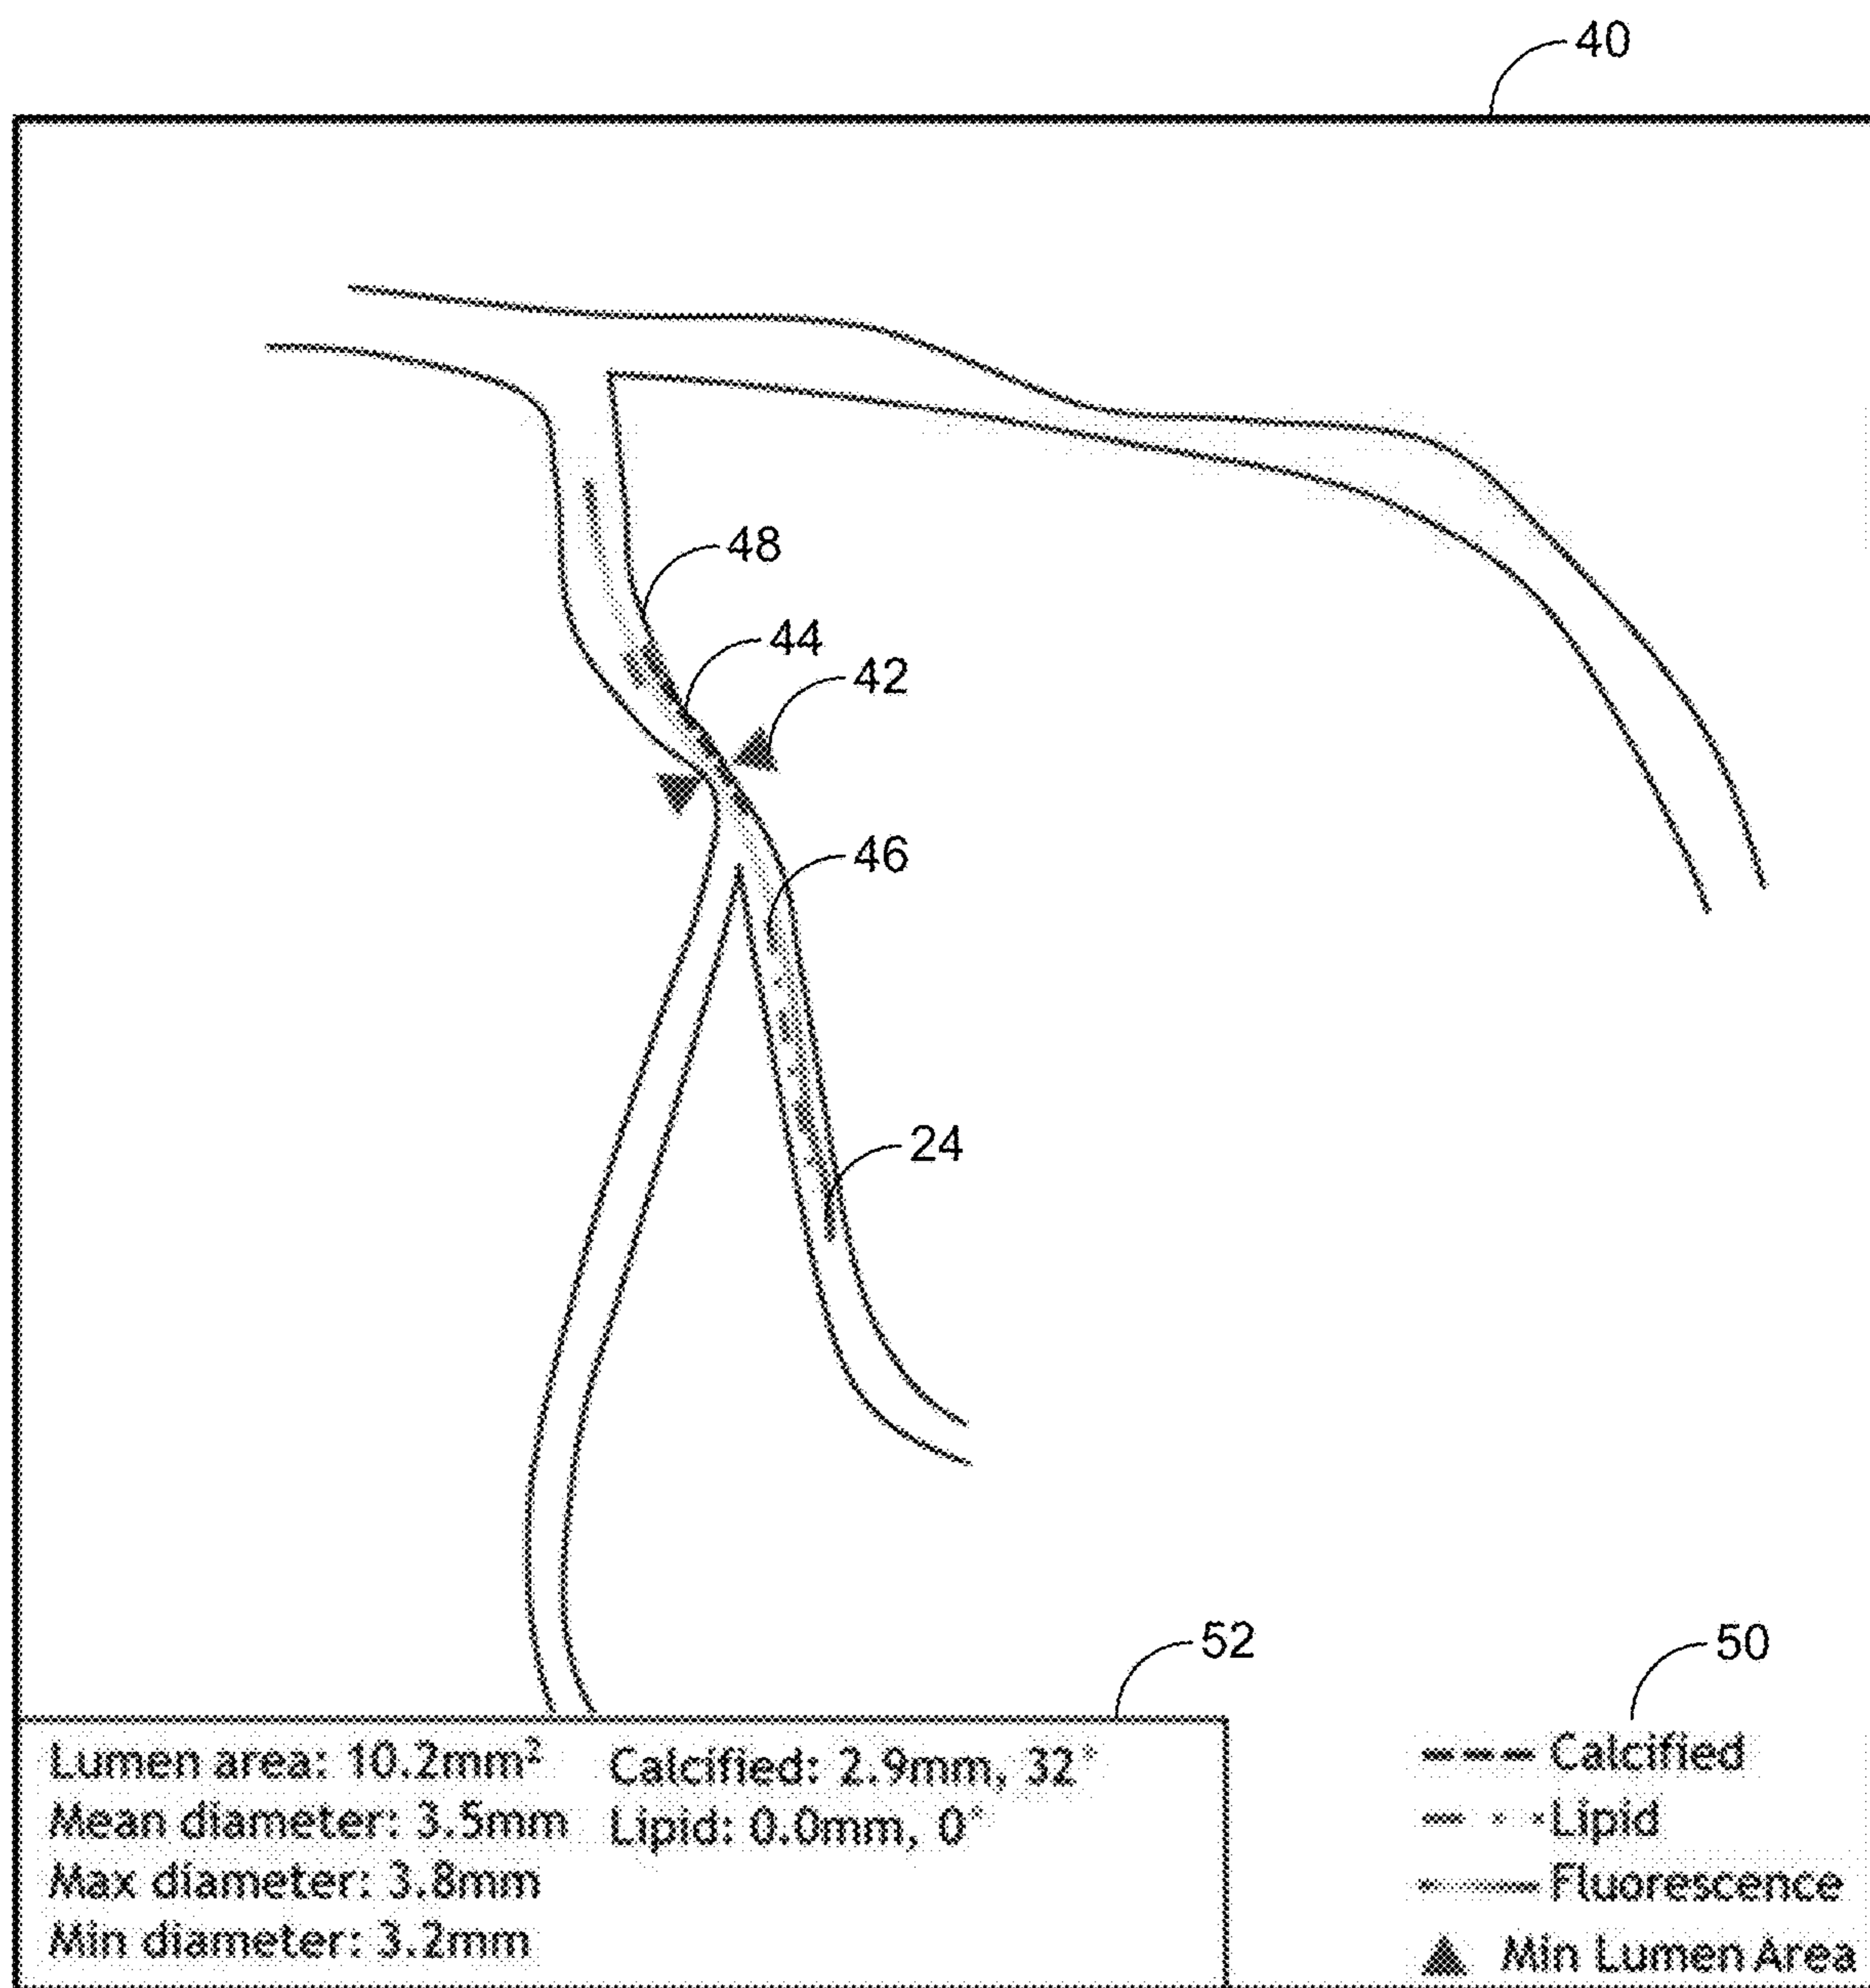 40
48
44
42
46
24
52
50
Lumen area: 10.2mm²
Mean diameter: 3.5mm
Max diameter: 3.8mm
Min diameter: 3.2mm
Calcified: 2.9mm, 32°
Lipid: 0.0mm, 0°
Calcified
Lipid
Fluorescence
Min Lumen Area